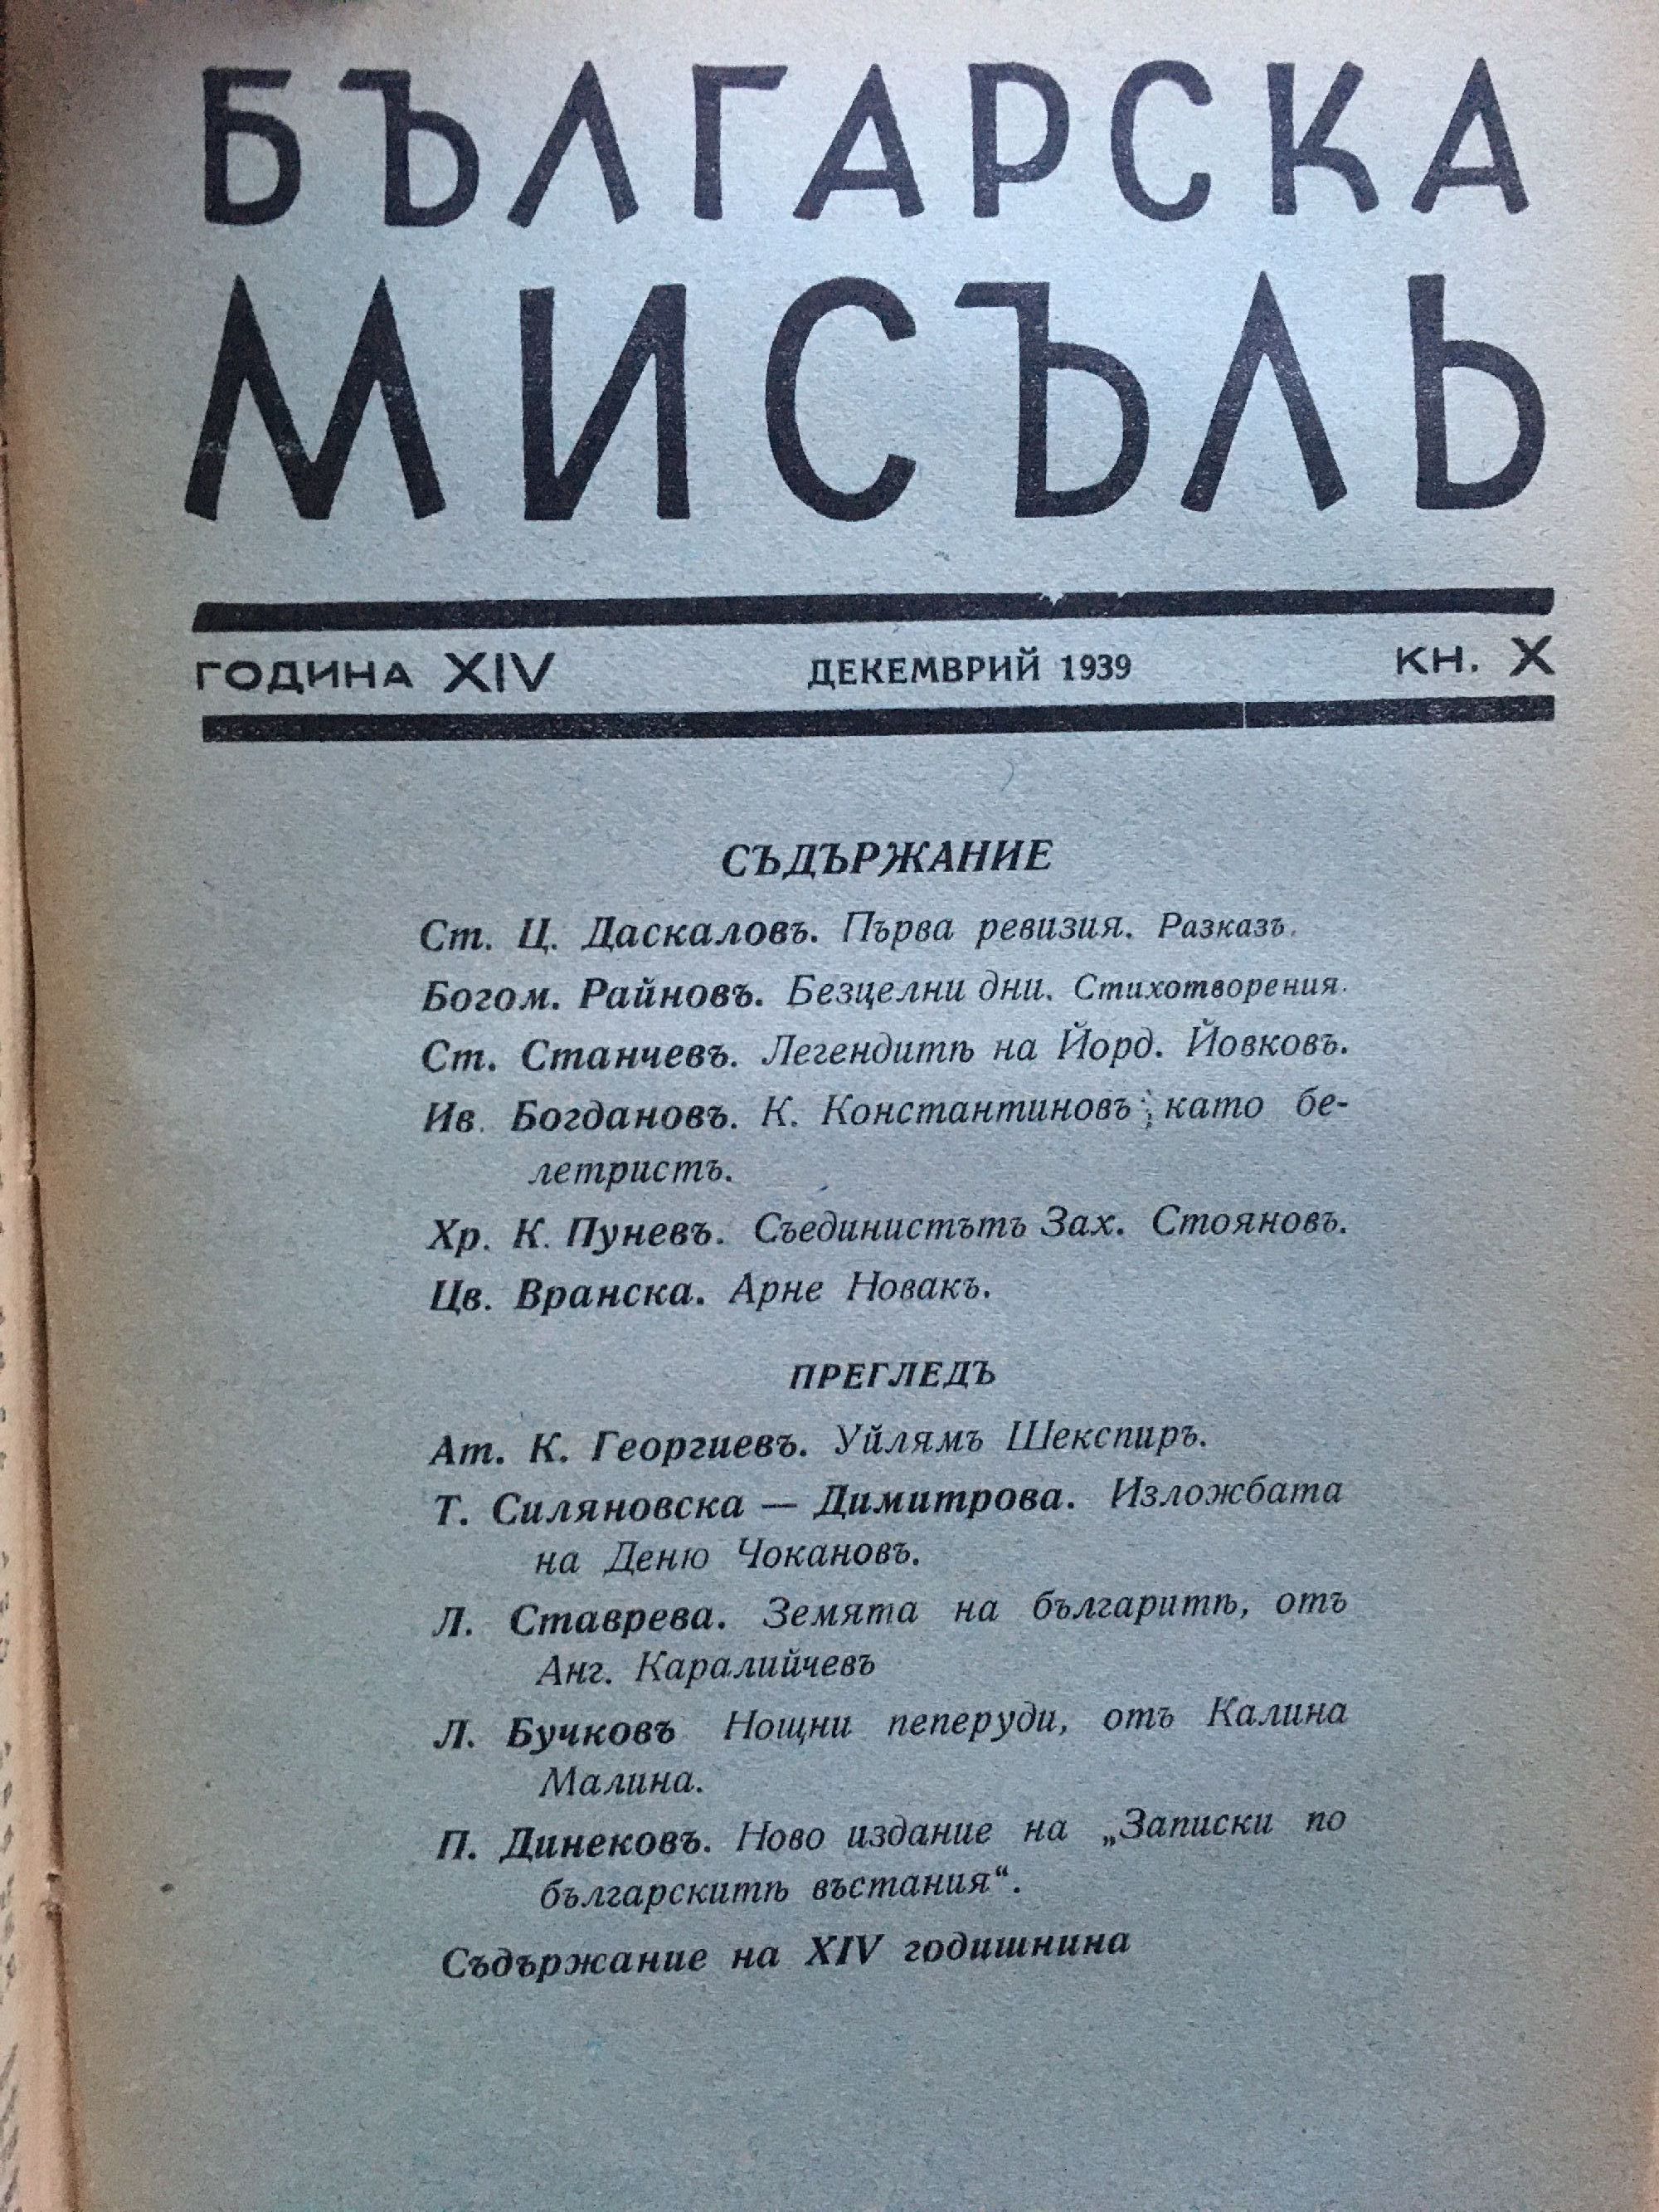 БЪЛГАРСКА
МИСЪЛЬ
ГОДИНА XIV ДЕКЕМВРИЙ 1939 КН. X
СЪДЪРЖАНИЕ
Ст. Ц. Даскаловъ. Първа ревизия. Разказъ.
Богом. Райновъ. Безцелни дни. Стихотворения.
Ст. Станчевъ. Легендитѣ на Йорд. Йовковъ.
Ив. Богдановъ. К. Константиновъ като бе-
летристъ.
Хр. К. Пуневъ. Съединистътъ Зах. Стояновъ.
Цв. Вранска. Арне Новакъ.
ПРЕГЛЕДЪ
Ат. К. Георгиевъ. Уйлямъ Шекспиръ.
Т. Силяновска — Димитрова. Изложбата
на Деню Чокановъ.
Л. Ставрева. Земята на българитѣ, отъ
Анг. Каралийчевъ
Л. Бучковъ Нощни пеперуди, отъ Калина
Малина.
П. Динековъ. Ново издание на „Записки по
българскитѣ въстания“.
Съдържание на XIV годишнина